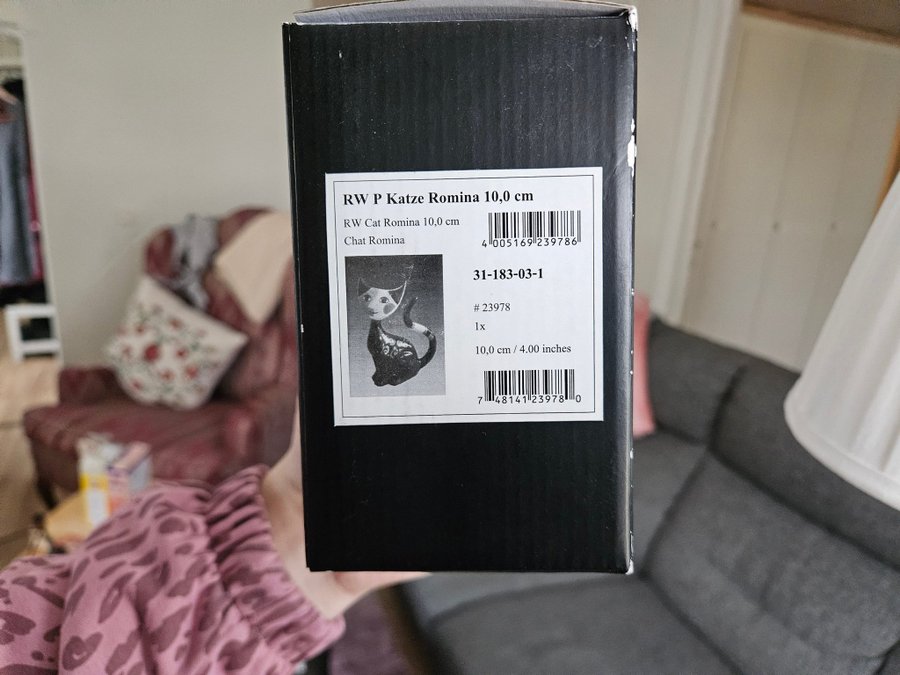 RW P Katze Romina 10,0 cm
RW Cat Romina 10,0 cm
Chat Romina
4 005169 239786
31-183-03-1
# 23978
1x
10,0 cm / 4.00 inches
7 48141 23978 0